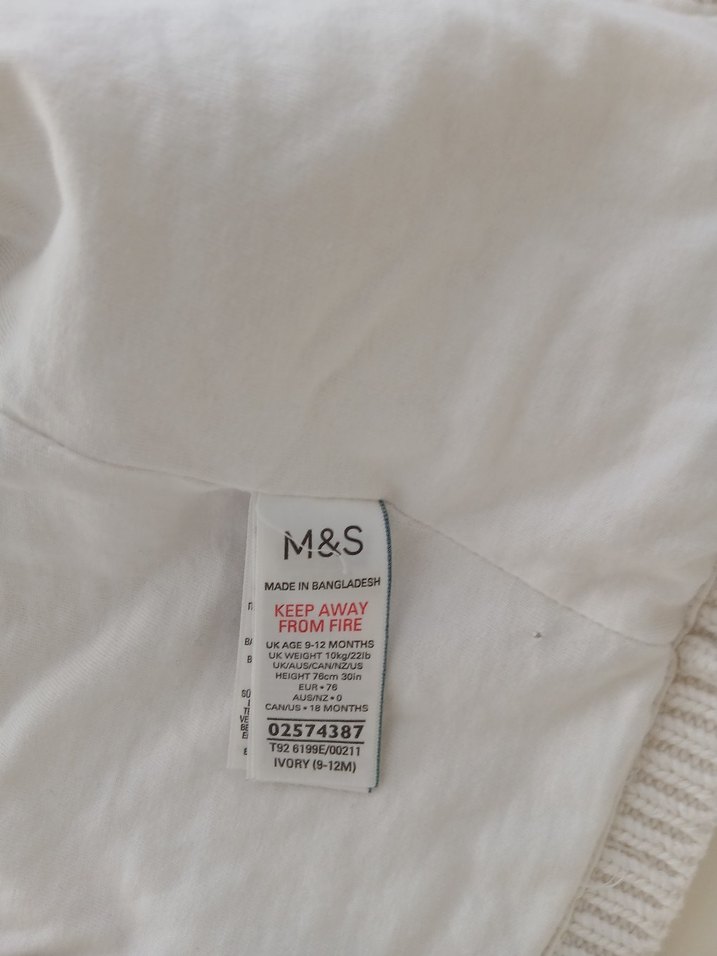 M&S
MADE IN BANGLADESH
KEEP AWAY
FROM FIRE
UK AGE 9-12 MONTHS
UK WEIGHT 10kg/22lb
UK/AUS/CAN/NZ/US
HEIGHT 76cm 30in
EUR • 76
AUS/NZ • 0
CAN/US • 18 MONTHS
02574387
T92 6199E/00211
IVORY (9-12M)